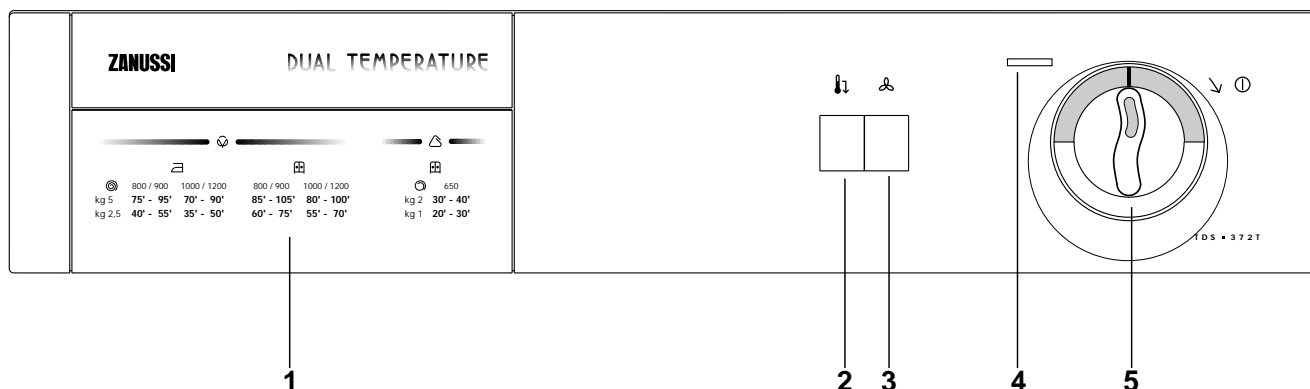 ZANUSSI DUAL TEMPERATURE
800 / 900 1000 / 1200 800 / 900 1000 / 1200 650
kg 5 75' - 95' 70' - 90' 85' - 105' 80' - 100' kg 2 30' - 40'
kg 2,5 40' - 55' 35' - 50' 60' - 75' 55' - 70' kg 1 20' - 30'
TDS • 372T
1 2 3 4 5